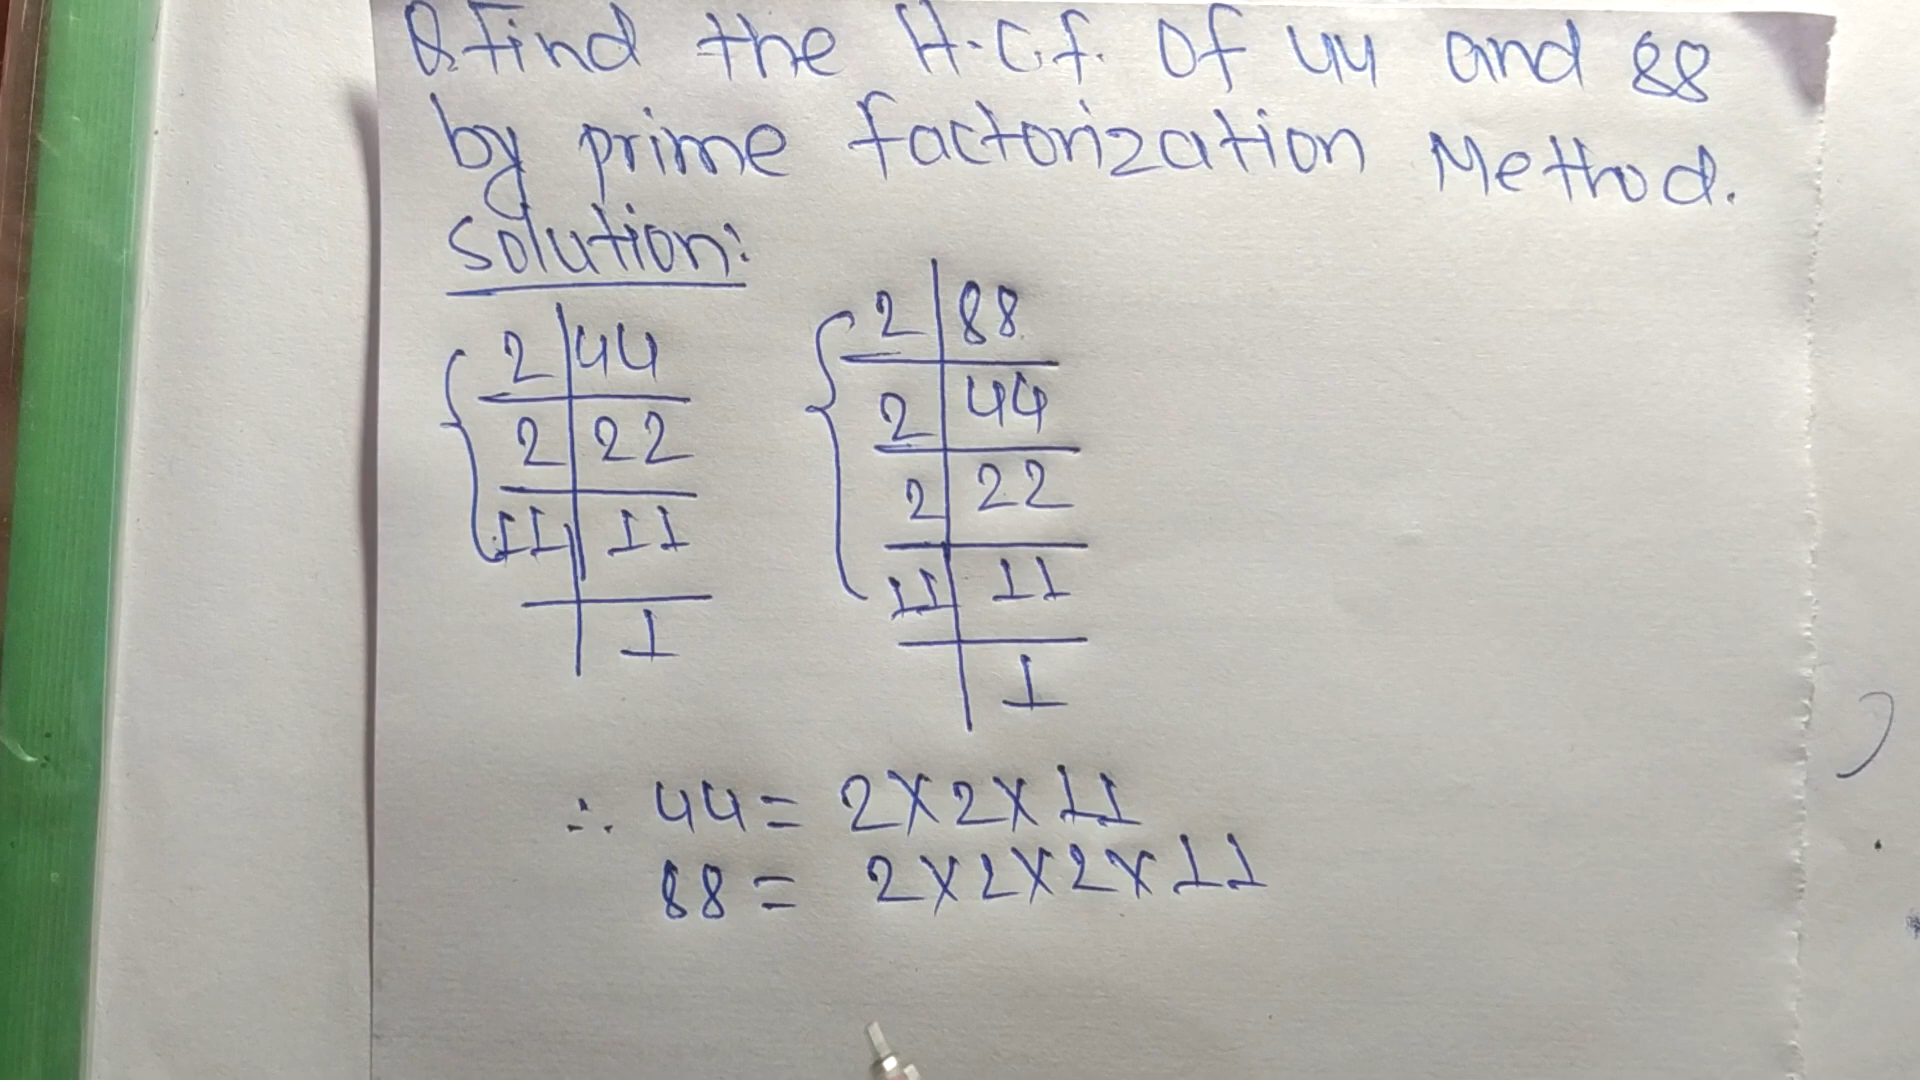 Q. Find the H.C.f. Of 44 and 88
by prime factorization Method.
Solution:
2 | 44
2 | 22
11 | 11
1
2 | 88
2 | 44
2 | 22
11 | 11
1
∴ 44 = 2 × 2 × 11
88 = 2 × 2 × 2 × 11